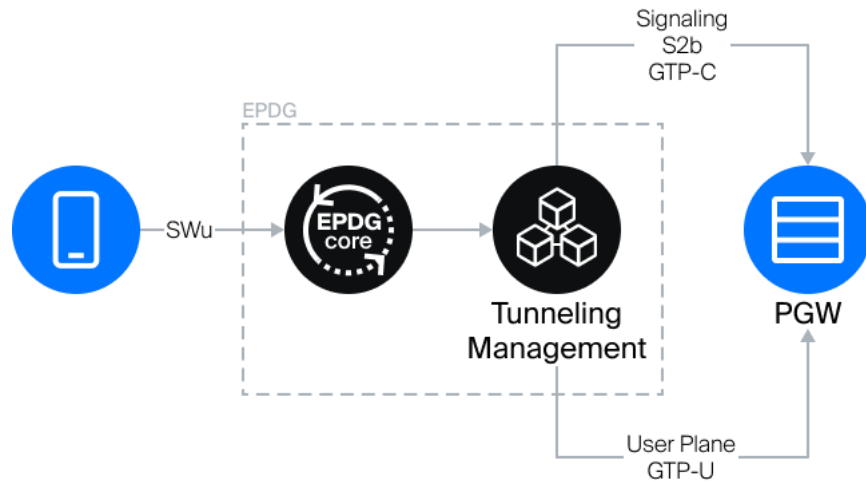 Signaling
S2b
GTP-C
EPDG
SWu
EPDG
core
Tunneling
Management
PGW
User Plane
GTP-U